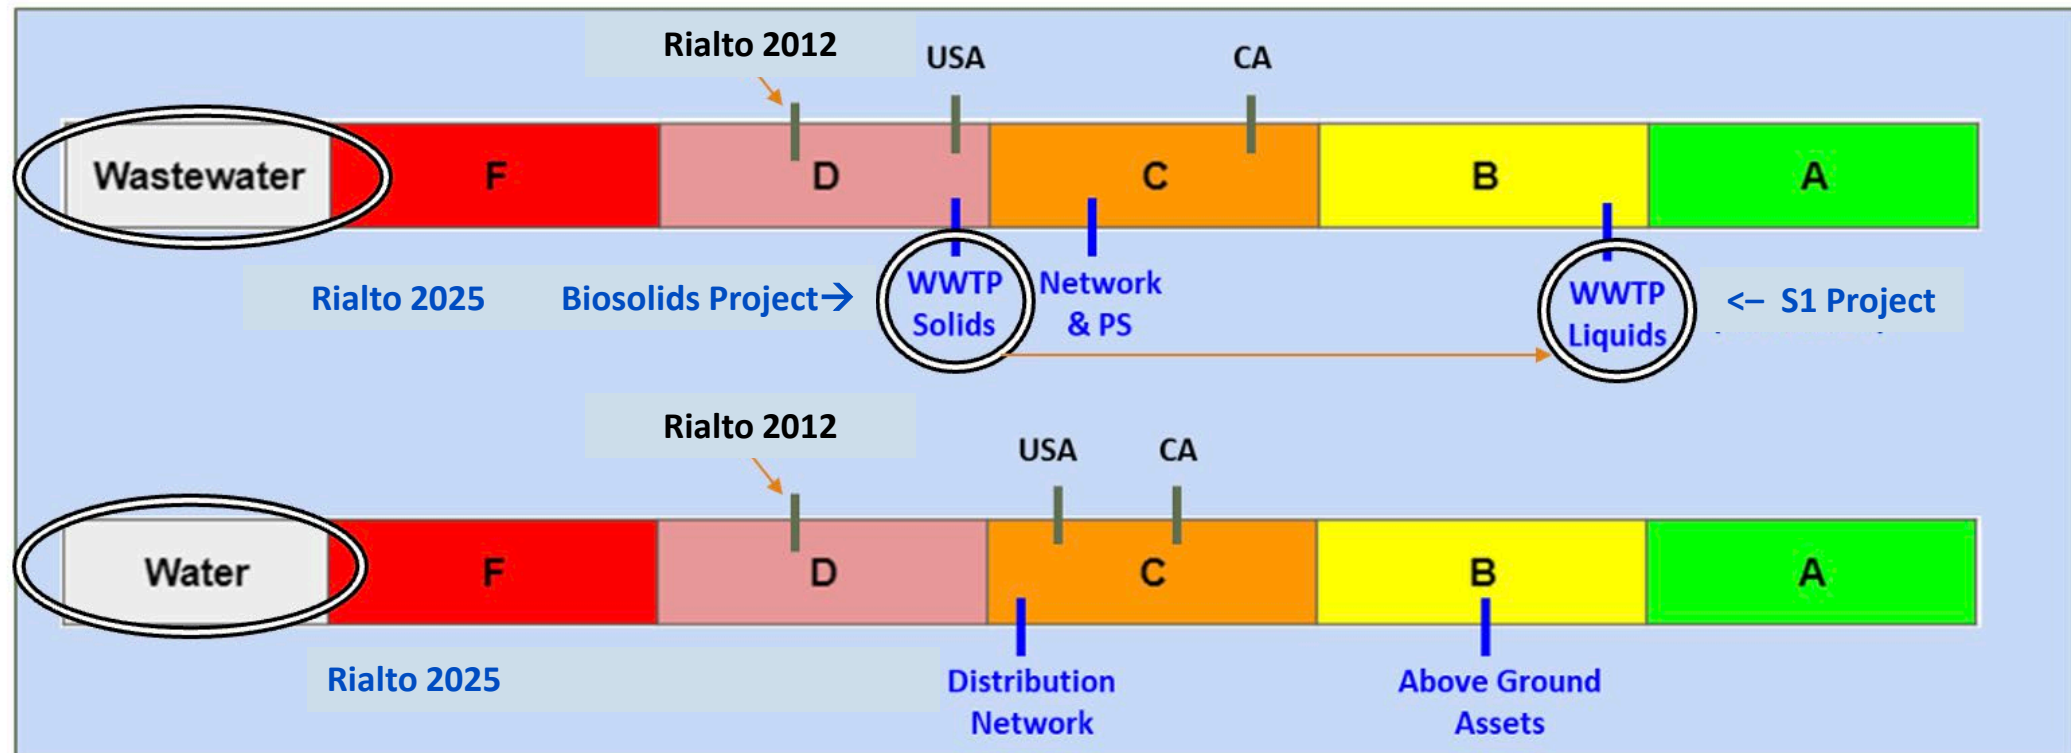 Rialto 2012
USA
CA
Wastewater F D C B A
Rialto 2025 Biosolids Project→
WWTP
Solids
Network
& PS
WWTP
Liquids
<– S1 Project
Rialto 2012
USA
CA
Water F D C B A
Rialto 2025
Distribution
Network
Above Ground
Assets